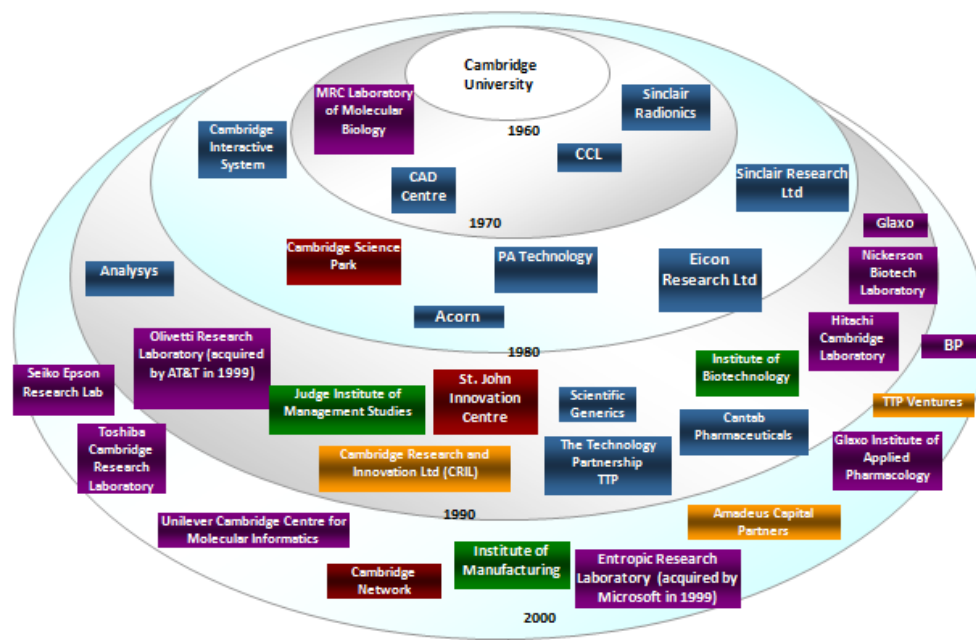 Cambridge
University
MRC Laboratory
of Molecular
Biology
Sinclair
Radionics
1960
Cambridge
Interactive
System
CCL
CAD
Centre
Sinclair Research
Ltd
1970
Glaxo
Cambridge Science
Park
PA Technology
Eicon
Research Ltd
Nickerson
Biotech
Laboratory
Analysys
Acorn
Hitachi
Cambridge
Laboratory
BP
Olivetti Research
Laboratory (acquired
by AT&T in 1999)
1980
Institute of
Biotechnology
Seiko Epson
Research Lab
Judge Institute of
Management Studies
St. John
Innovation
Centre
Scientific
Generics
TTP Ventures
Cantab
Pharmaceuticals
Toshiba
Cambridge
Research
Laboratory
Cambridge Research and
Innovation Ltd (CRIL)
The Technology
Partnership
TTP
Glaxo Institute of
Applied
Pharmacology
1990
Unilever Cambridge Centre for
Molecular Informatics
Amadeus Capital
Partners
Institute of
Manufacturing
Entropic Research
Laboratory (acquired by
Microsoft in 1999)
Cambridge
Network
2000